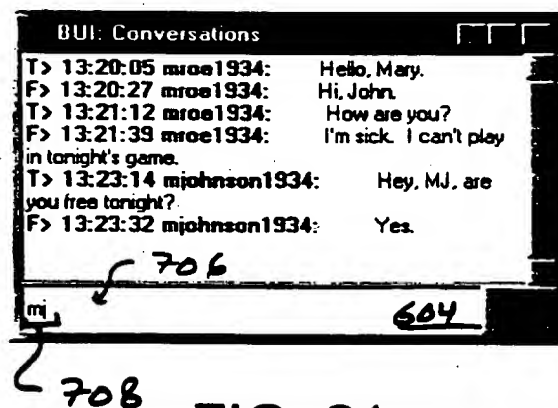 BUI: Conversations
T> 13:20:05 mroe1934: Hello, Mary.
F> 13:20:27 mroe1934: Hi, John.
T> 13:21:12 mroe1934: How are you?
F> 13:21:39 mroe1934: I'm sick. I can't play
in tonight's game.
T> 13:23:14 mjohnson1934: Hey, MJ, are
you free tonight?
F> 13:23:32 mjohnson1934: Yes.
706
mj 604
708